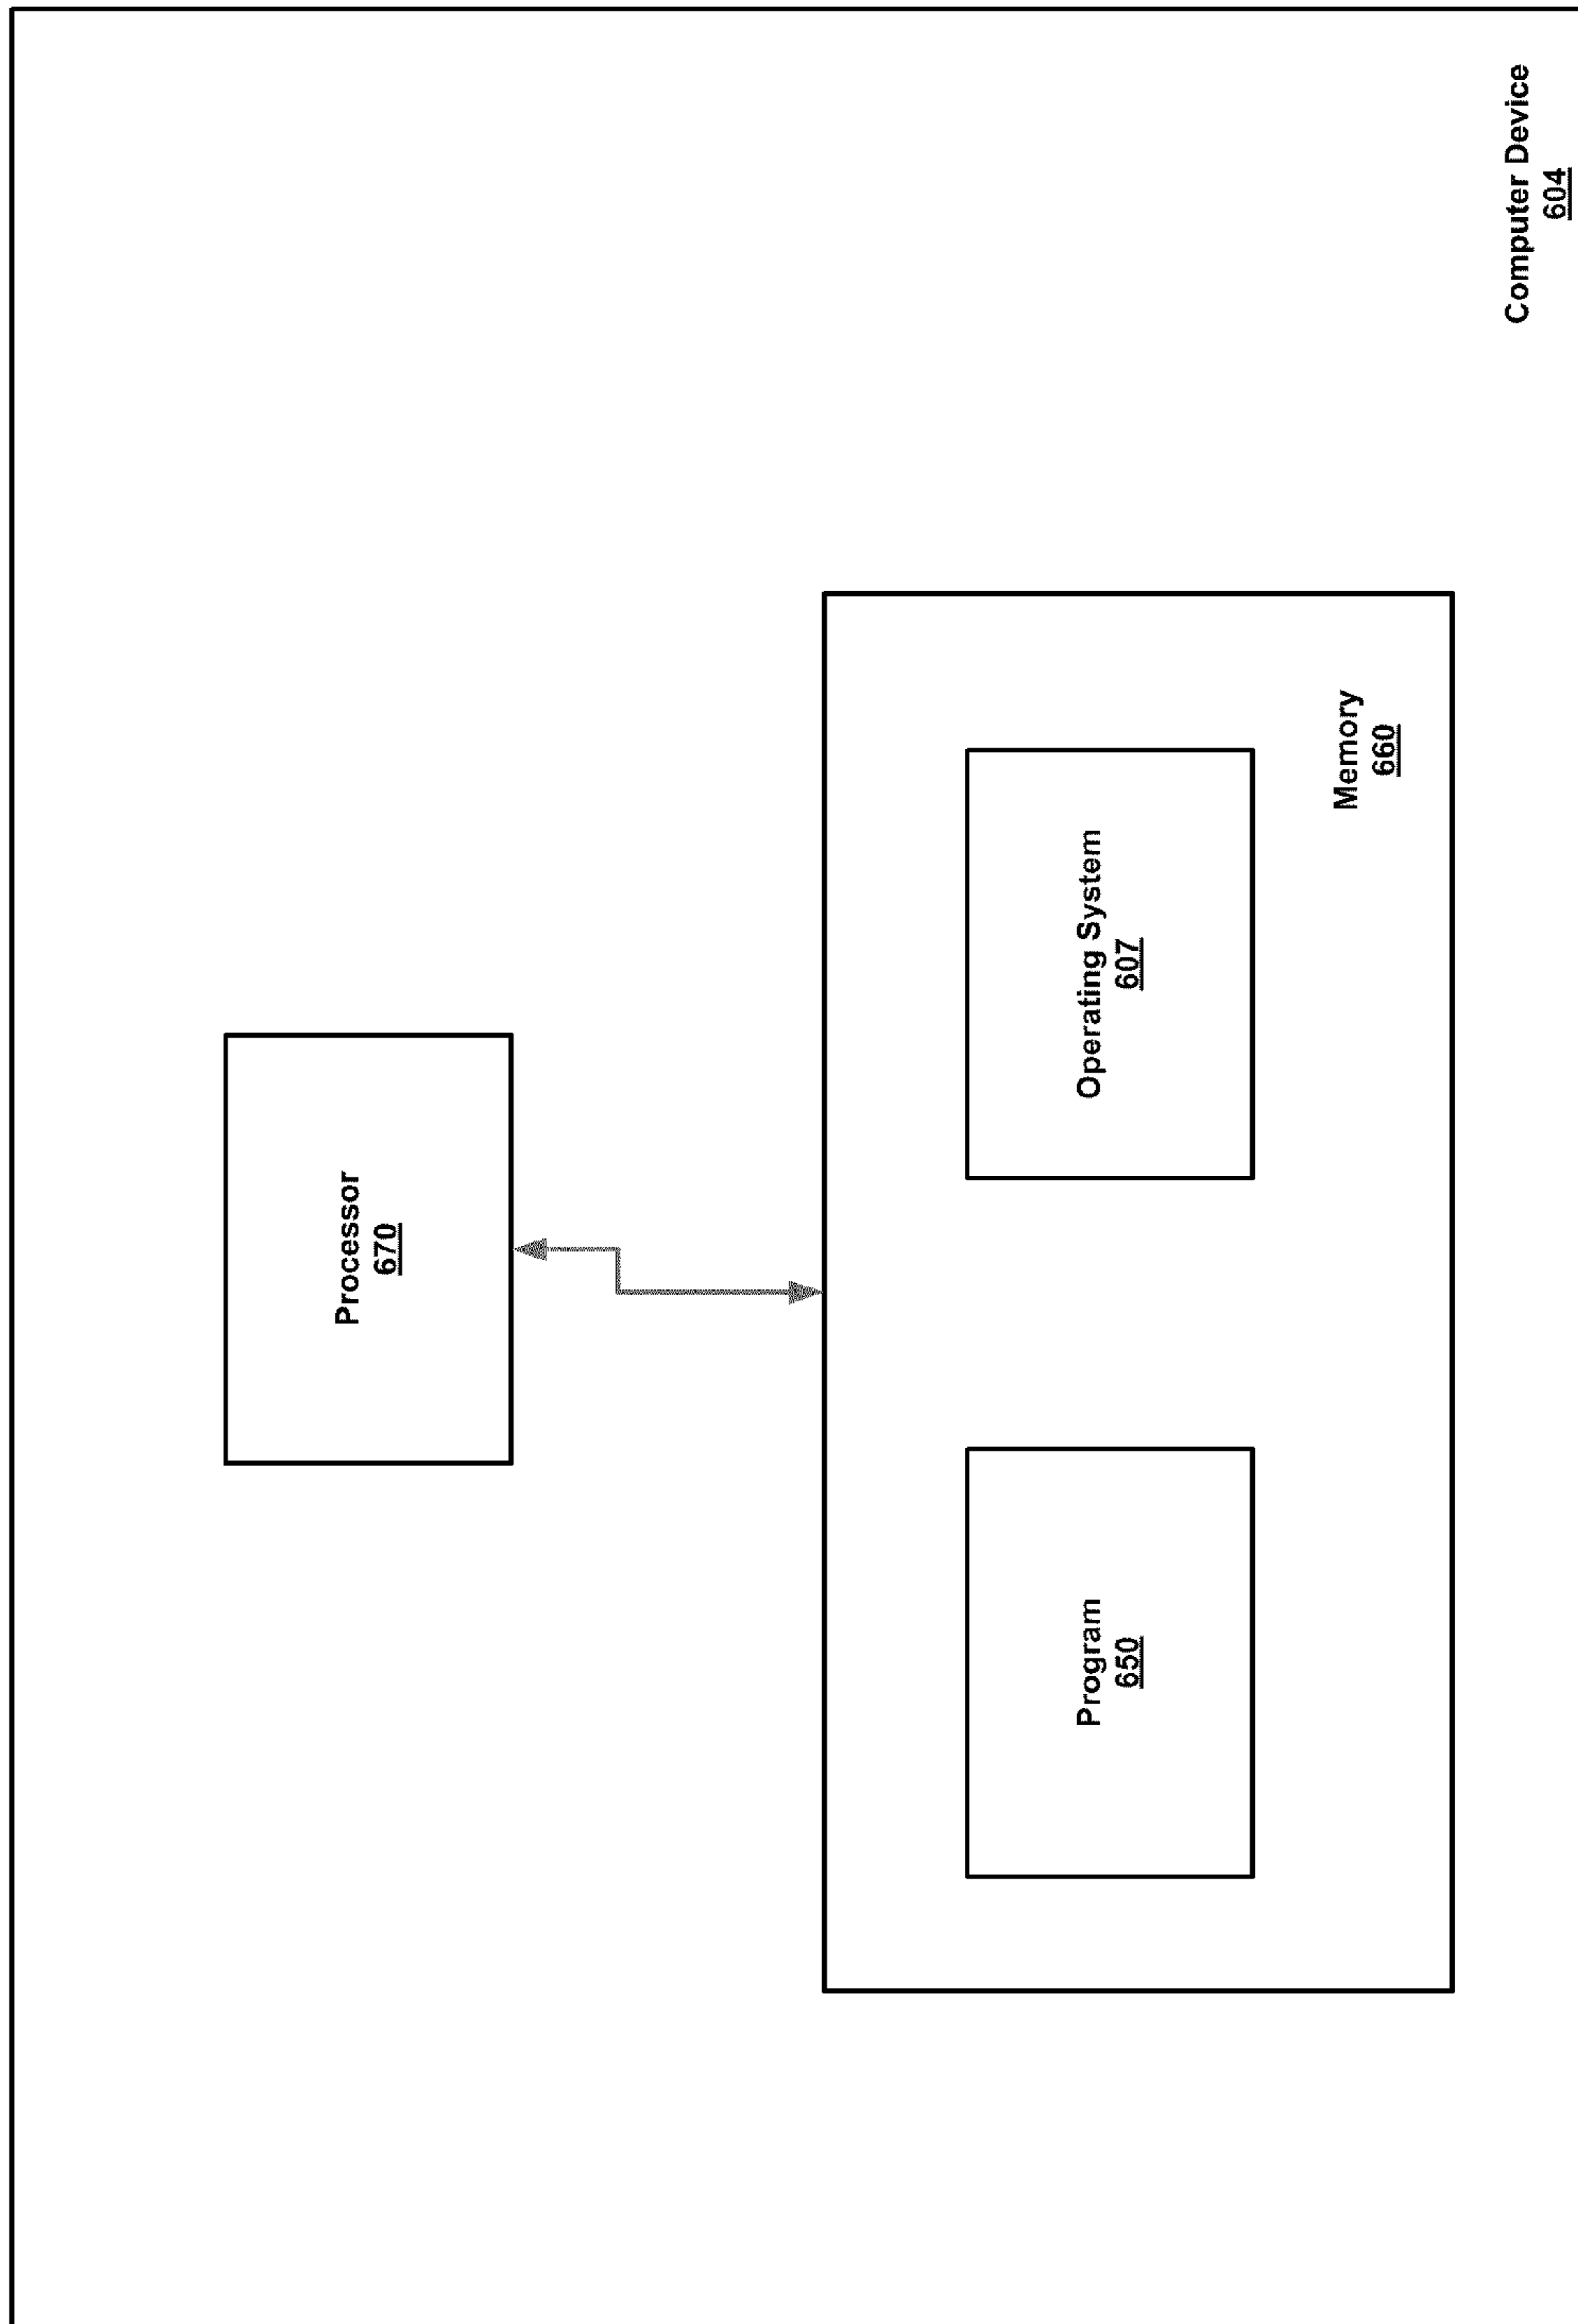 Processor
670
Program
650
Operating System
607
Memory
660
Computer Device
604